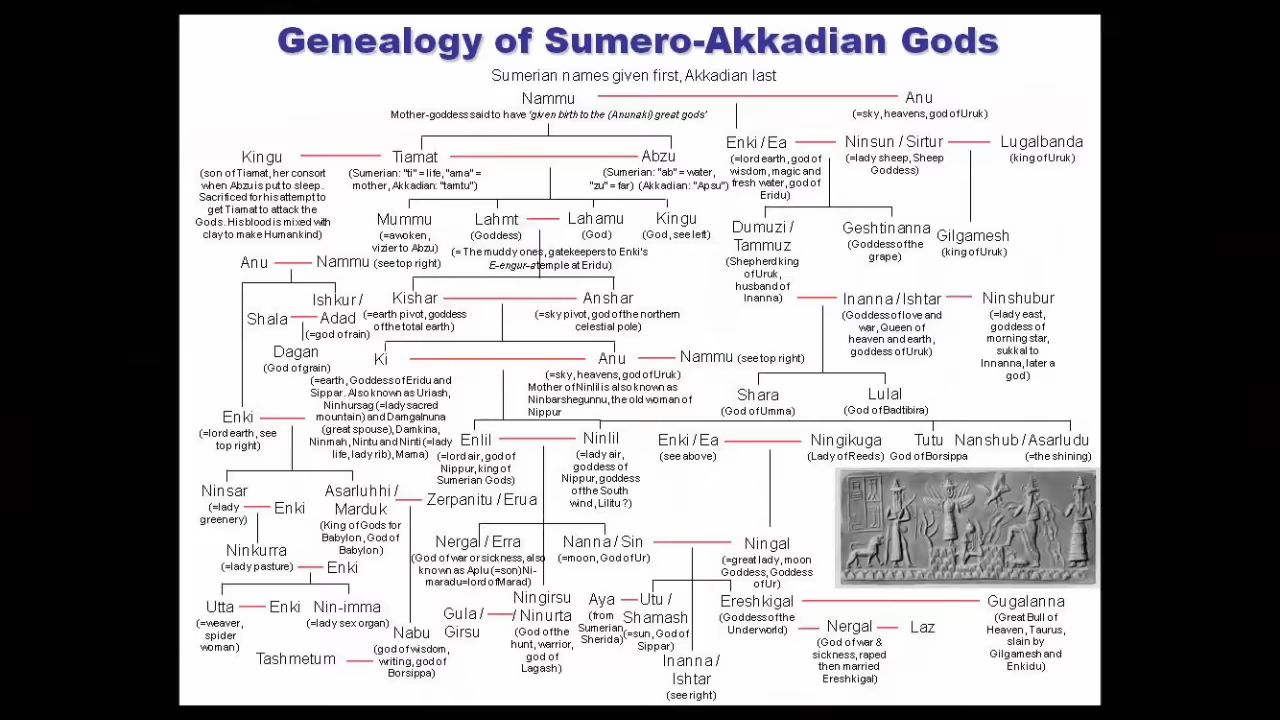 Genealogy of Sumero-Akkadian Gods
Sumerian names given first, Akkadian last
Nammu
Mother-goddess said to have 'given birth to the (Anunaki) great gods'
Anu
(=sky, heavens, god of Uruk)
Kingu
(son of Tiamat, her consort
when Abzu is put to sleep.
Sacrificed for his attempt to
get Tiamat to attack the
Gods. His blood is mixed with
clay to make Humankind)
Tiamat
(Sumerian: "ti" = life, "ama" =
mother, Akkadian: "tamtu")
Abzu
(Sumerian: "ab" = water,
"zu" = far) (Akkadian: "Apsu")
Enki / Ea
(=lord earth, god of
wisdom, magic and
fresh water, god of
Eridu)
Ninsun / Sirtur
(=lady sheep, Sheep
Goddess)
Lugalbanda
(king of Uruk)
Mummu
(=awoken,
vizier to Abzu)
Lahmt
(Goddess)
Lahamu
(God)
Kingu
(God, see left)
(= The muddy ones, gatekeepers to Enki's
E-engur-a temple at Eridu)
Dumuzi /
Tammuz
(Shepherd king
of Uruk,
husband of
Inanna)
Geshtinanna
(Goddess of the
grape)
Gilgamesh
(king of Uruk)
Anu
Nammu (see top right)
Ishkur /
Shala
Adad
(=god of rain)
Dagan
(God of grain)
Kishar
(=earth pivot, goddess
of the total earth)
Anshar
(=sky pivot, god of the northern
celestial pole)
Inanna / Ishtar
(Goddess of love and
war, Queen of
heaven and earth,
goddess of Uruk)
Ninshubur
(=lady east,
goddess of
morning star,
sukkal to
Innanna, later a
god)
Ki
(=earth, Goddess of Eridu and
Sippar. Also known as Uriash,
Ninhursag (=lady sacred
mountain) and Damgalnuna
(great spouse), Damkina,
Ninmah, Nintu and Ninti (=lady
life, lady rib), Mama)
Anu
(=sky, heavens, god of Uruk)
Mother of Ninlil is also known as
Ninbarshegunnu, the old woman of
Nippur
Nammu (see top right)
Shara
(God of Umma)
Lulal
(God of Badtibira)
Enki
(=lord earth, see
top right)
Enlil
(=lord air, god of
Nippur, king of
Sumerian Gods)
Ninlil
(=lady air,
goddess of
Nippur, goddess
of the South
wind, Lilitu?)
Enki / Ea
(see above)
Ningikuga
(Lady of Reeds)
Tutu
God of Borsippa
Nanshub / Asarludu
(=the shining)
Ninsar
(=lady
greenery)
Enki
Asarluhhi /
Marduk
(King of Gods for
Babylon, God of
Babylon)
Zerpanitu / Erua
Ninkurra
(=lady pasture)
Enki
Nergal / Erra
(God of war or sickness, also
known as Aplu (=son) Ni-
maradu=lord of Marad)
Nanna / Sin
(=moon, God of Ur)
Ningal
(=great lady, moon
Goddess, Goddess
of Ur)
Utta
(=weaver,
spider
woman)
Enki
Nin-imma
(=lady sex organ)
Nabu
(god of wisdom,
writing, god of
Borsippa)
Tashmetum
Gula /
Girsu
Ningirsu
/ Ninurta
(God of the
hunt, warrior,
god of
Lagash)
Aya
(from
Sumerian
Sherida)
Utu /
Shamash
(=sun, God of
Sippar)
Inanna /
Ishtar
(see right)
Ereshkigal
(Goddess of the
Underworld)
Nergal
(God of war &
sickness, raped
then married
Ereshkigal)
Laz
Gugalanna
(Great Bull of
Heaven, Taurus,
slain by
Gilgamesh and
Enkidu)